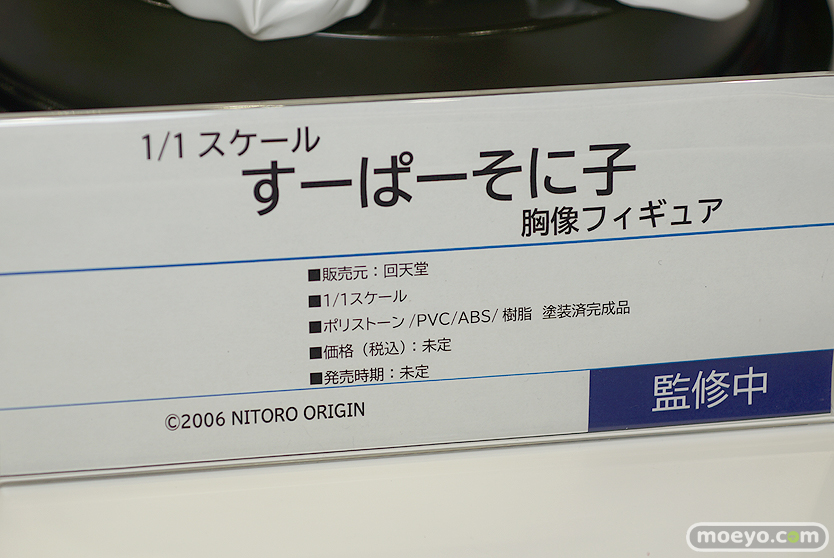 1/1 スケール
すーぱーそに子
胸像フィギュア
■販売元：回天堂
■1/1スケール
■ポリストーン/PVC/ABS/樹脂 塗装済完成品
■価格（税込）：未定
■発売時期：未定
©2006 NITORO ORIGIN
監修中
moeyo.com